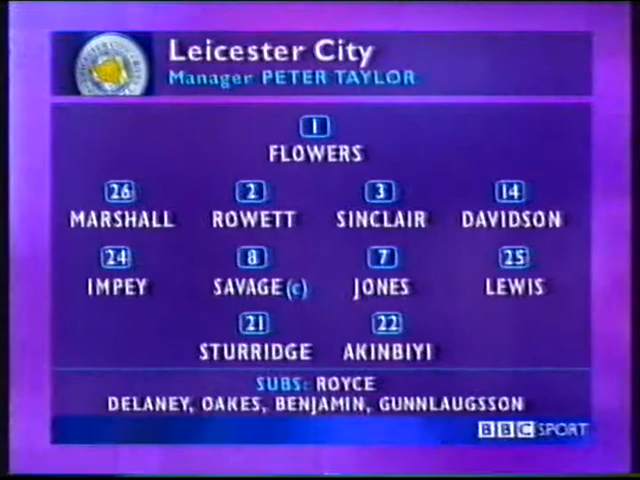 Leicester City
Manager PETER TAYLOR
1
FLOWERS
26 2 3 14
MARSHALL ROWETT SINCLAIR DAVIDSON
24 8 7 25
IMPEY SAVAGE (c) JONES LEWIS
21 22
STURRIDGE AKINBIYI
SUBS: ROYCE
DELANEY, OAKES, BENJAMIN, GUNNLAUGSSON
BBC SPORT